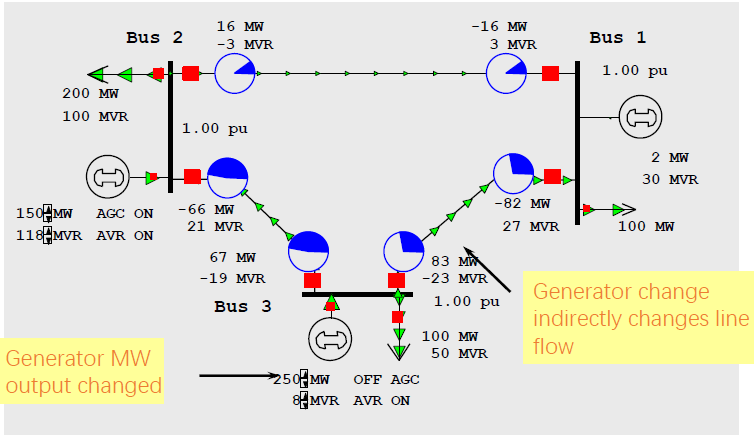 16 MW
-3 MVR
-16 MW
3 MVR
Bus 2
Bus 1
1.00 pu
200 MW
100 MVR
1.00 pu
2 MW
30 MVR
150 MW AGC ON
118 MVR AVR ON
-66 MW
21 MVR
-82 MW
27 MVR
100 MW
67 MW
-19 MVR
83 MW
-23 MVR
Bus 3
1.00 pu
Generator change
indirectly changes line
flow
100 MW
50 MVR
Generator MW
output changed
250 MW OFF AGC
8 MVR AVR ON